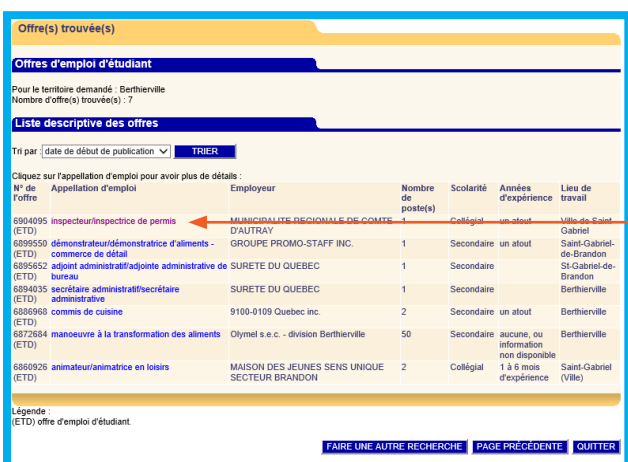 Offre(s) trouvée(s)
Offres d'emploi d'étudiant
Pour le territoire demandé : Berthierville
Nombre d'offre(s) trouvée(s) : 7
Liste descriptive des offres
Tri par : date de début de publication TRIER
Cliquez sur l'appellation d'emploi pour avoir plus de détails :
N° de l'offre Appellation d'emploi Employeur Nombre de poste(s) Scolarité Années d'expérience Lieu de travail
6904095 (ETD) inspecteur/inspectrice de permis MUNICIPALITE REGIONALE DE COMTE D'AUTRAY 1 Collégial un atout Ville de Saint-Gabriel
6899550 (ETD) démonstrateur/démonstratrice d'aliments - commerce de détail GROUPE PROMO-STAFF INC. 1 Secondaire un atout Saint-Gabriel-de-Brandon
6895652 (ETD) adjoint administratif/adjointe administrative de bureau SURETE DU QUEBEC 1 Secondaire St-Gabriel-de-Brandon
6894035 (ETD) secrétaire administratif/secrétaire administrative SURETE DU QUEBEC 1 Secondaire Berthierville
6886968 (ETD) commis de cuisine 9100-0109 Quebec inc. 2 Secondaire un atout Berthierville
6872684 (ETD) manoeuvre à la transformation des aliments Olymel s.e.c. - division Berthierville 50 Secondaire aucune, ou information non disponible Berthierville
6860926 (ETD) animateur/animatrice en loisirs MAISON DES JEUNES SENS UNIQUE SECTEUR BRANDON 2 Collégial 1 à 6 mois d'expérience Saint-Gabriel (Ville)
Légende :
(ETD) offre d'emploi d'étudiant.
FAIRE UNE AUTRE RECHERCHE PAGE PRÉCÉDENTE QUITTER